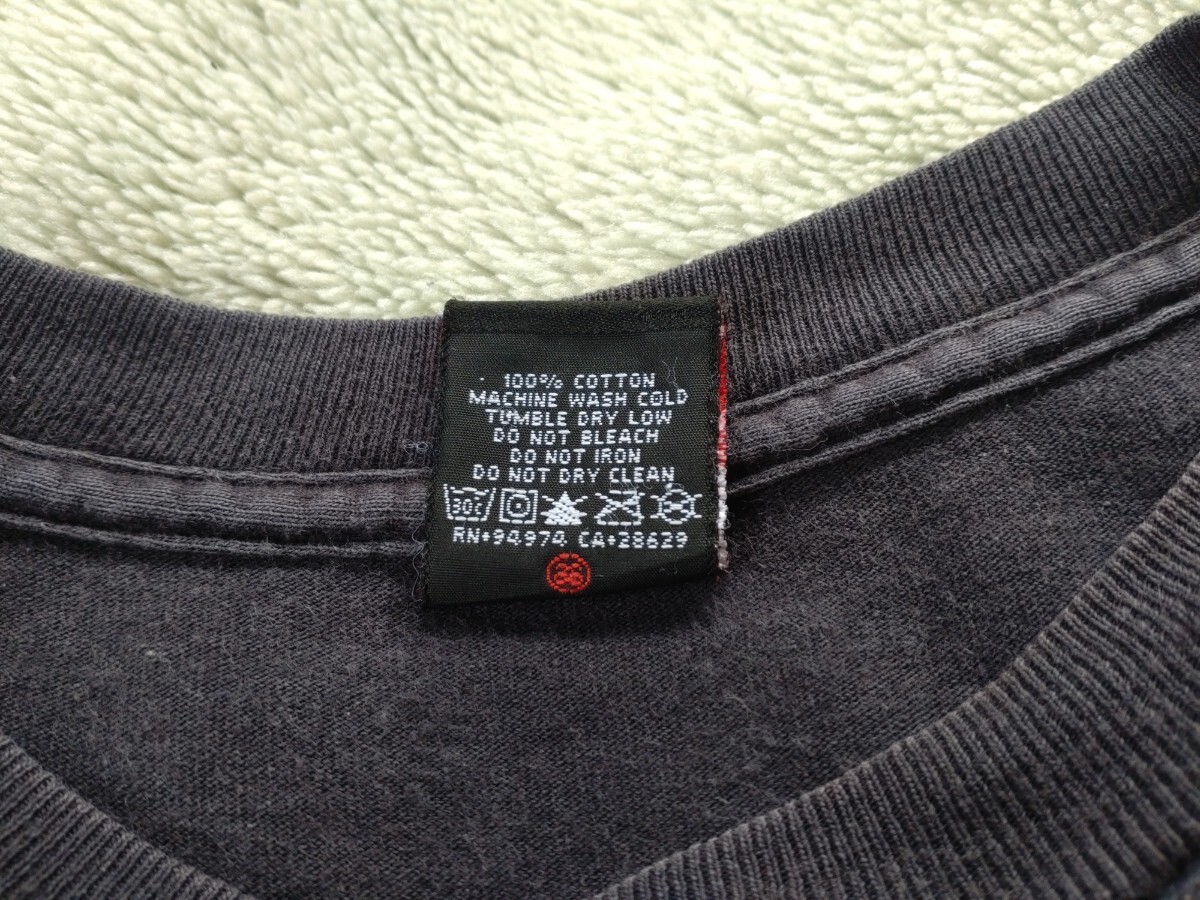 100% COTTON
MACHINE WASH COLD
TUMBLE DRY LOW
DO NOT BLEACH
DO NOT IRON
DO NOT DRY CLEAN
30C
RN•94974 CA•28629